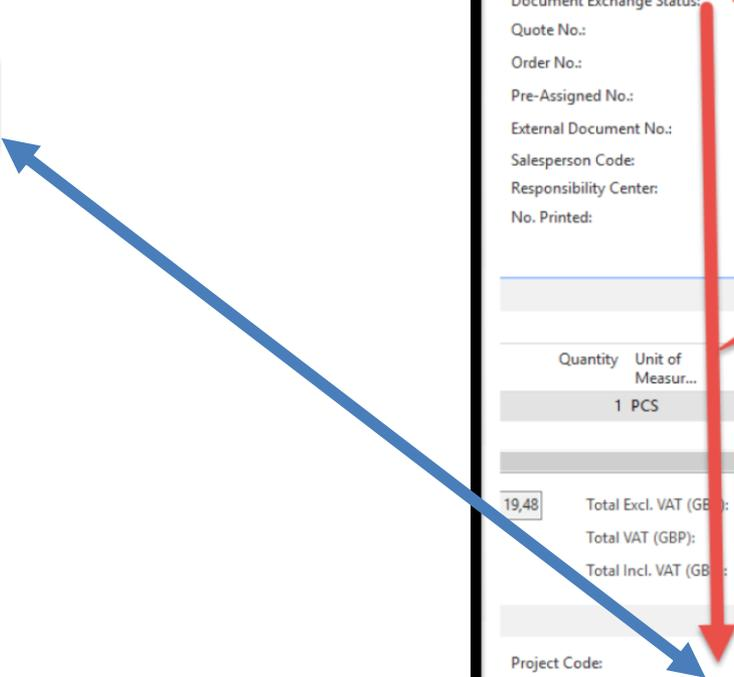 Document Exchange Status:
Quote No.:
Order No.:
Pre-Assigned No.:
External Document No.:
Salesperson Code:
Responsibility Center:
No. Printed:
Quantity Unit of
Measur...
1 PCS
19,48 Total Excl. VAT (GBP):
Total VAT (GBP):
Total Incl. VAT (GBP):
Project Code: